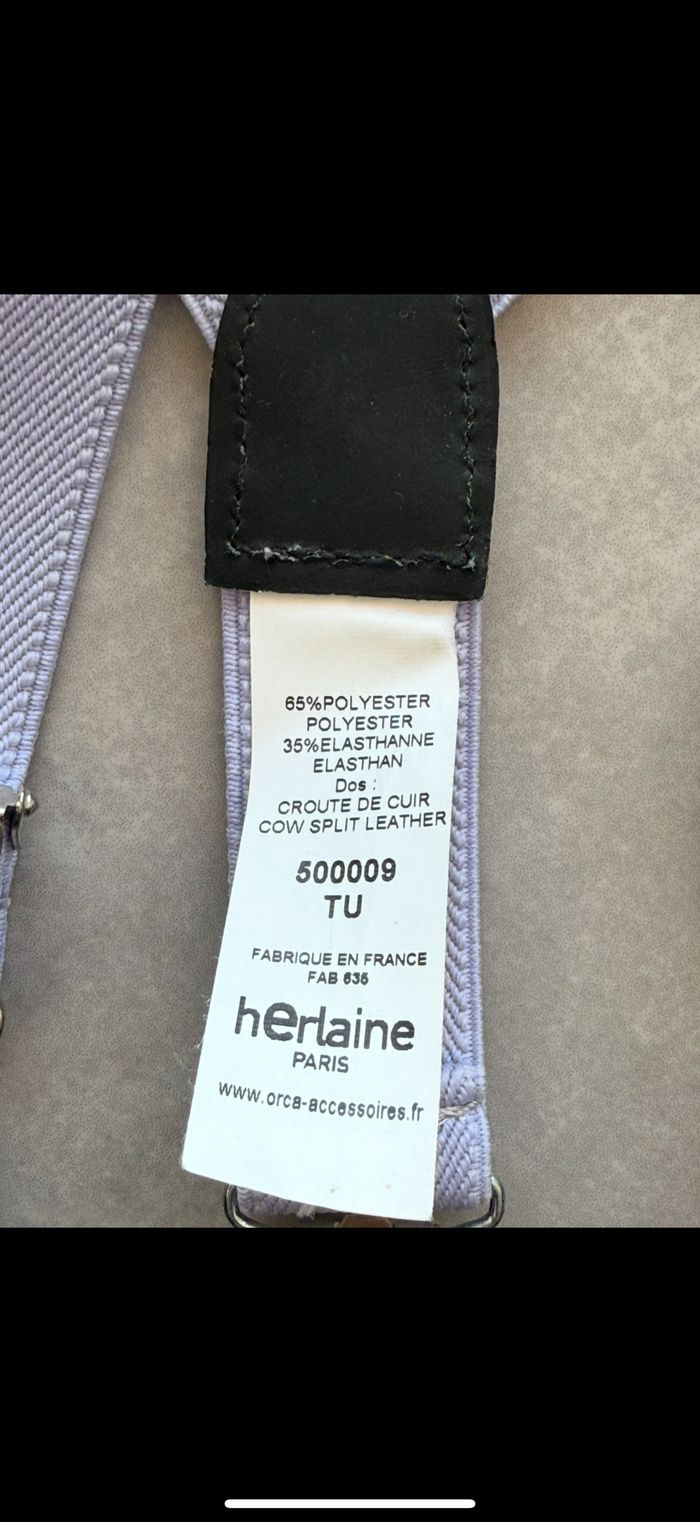 65%POLYESTER
POLYESTER
35%ELASTHANNE
ELASTHAN
Dos :
CROUTE DE CUIR
COW SPLIT LEATHER
500009
TU
FABRIQUE EN FRANCE
FAB 636
herlaine
PARIS
www.orca-accessoires.fr